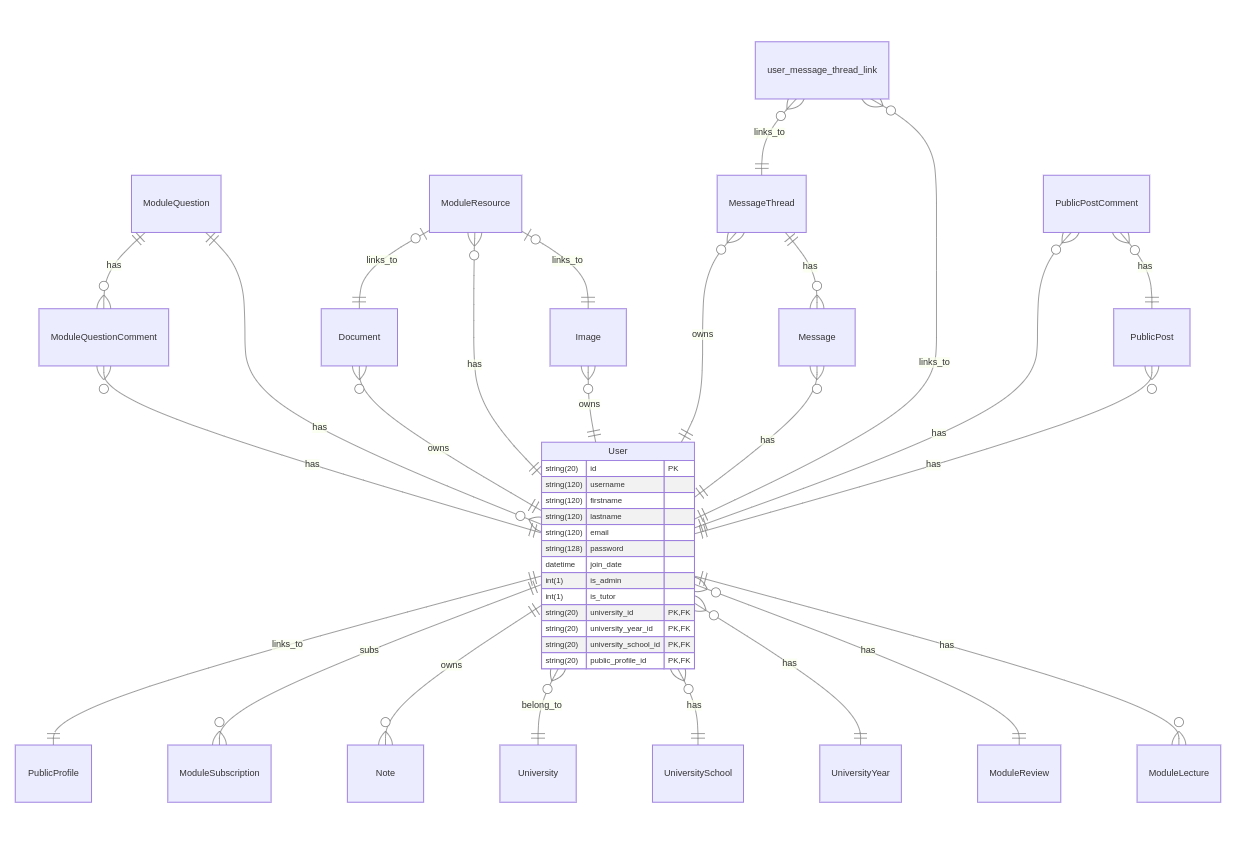 user_message_thread_link
links_to
ModuleQuestion
ModuleResource
MessageThread
PublicPostComment
has
links_to
links_to
has
has
ModuleQuestionComment
Document
Image
owns
Message
PublicPost
has
links_to
owns
has
owns
has
has
has
has
User
string(20) id PK
string(120) username
string(120) firstname
string(120) lastname
string(120) email
string(128) password
datetime join_date
int(1) is_admin
int(1) is_tutor
string(20) university_id PK,FK
string(20) university_year_id PK,FK
string(20) university_school_id PK,FK
string(20) public_profile_id PK,FK
links_to
subs
owns
has
has
has
belong_to
has
PublicProfile
ModuleSubscription
Note
University
UniversitySchool
UniversityYear
ModuleReview
ModuleLecture